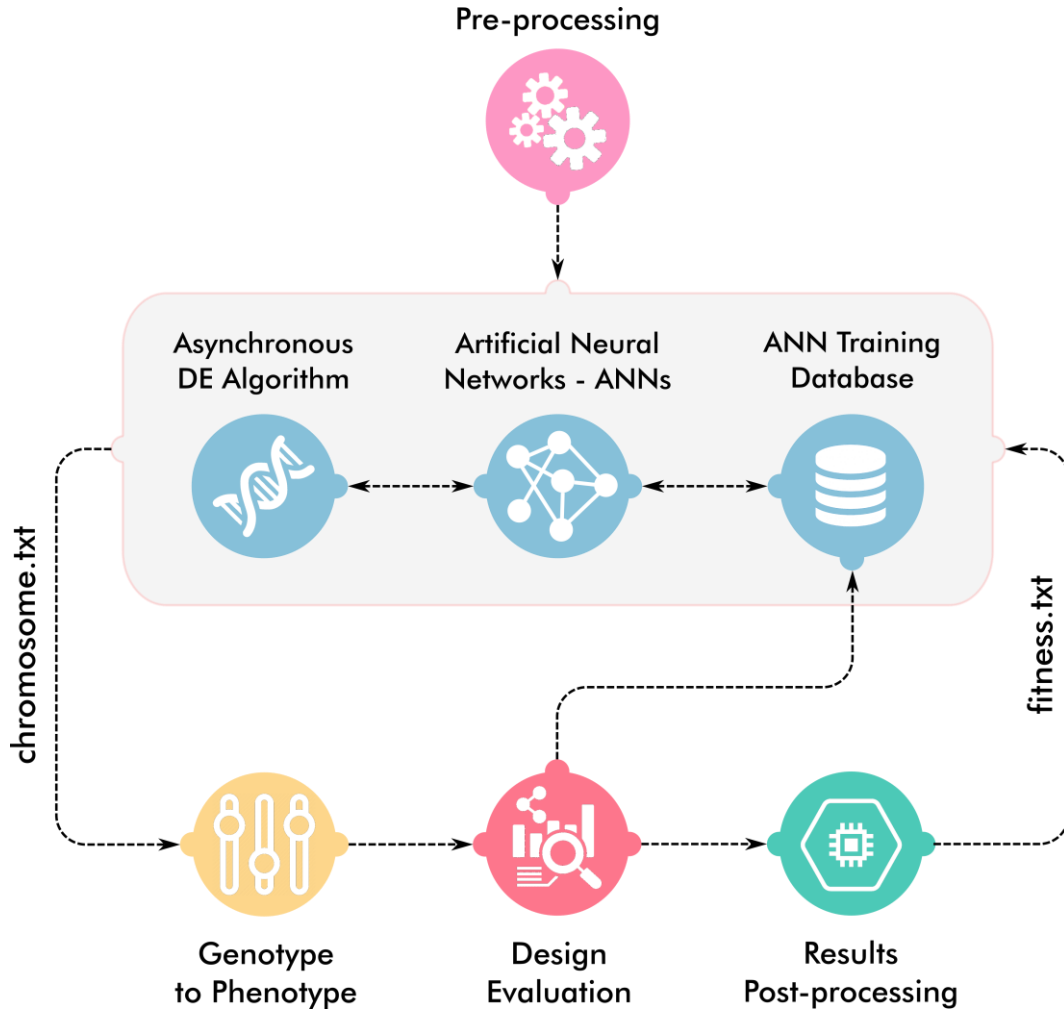 Pre-processing
Asynchronous
DE Algorithm
Artificial Neural
Networks - ANNs
ANN Training
Database
chromosome.txt
fitness.txt
Genotype
to Phenotype
Design
Evaluation
Results
Post-processing